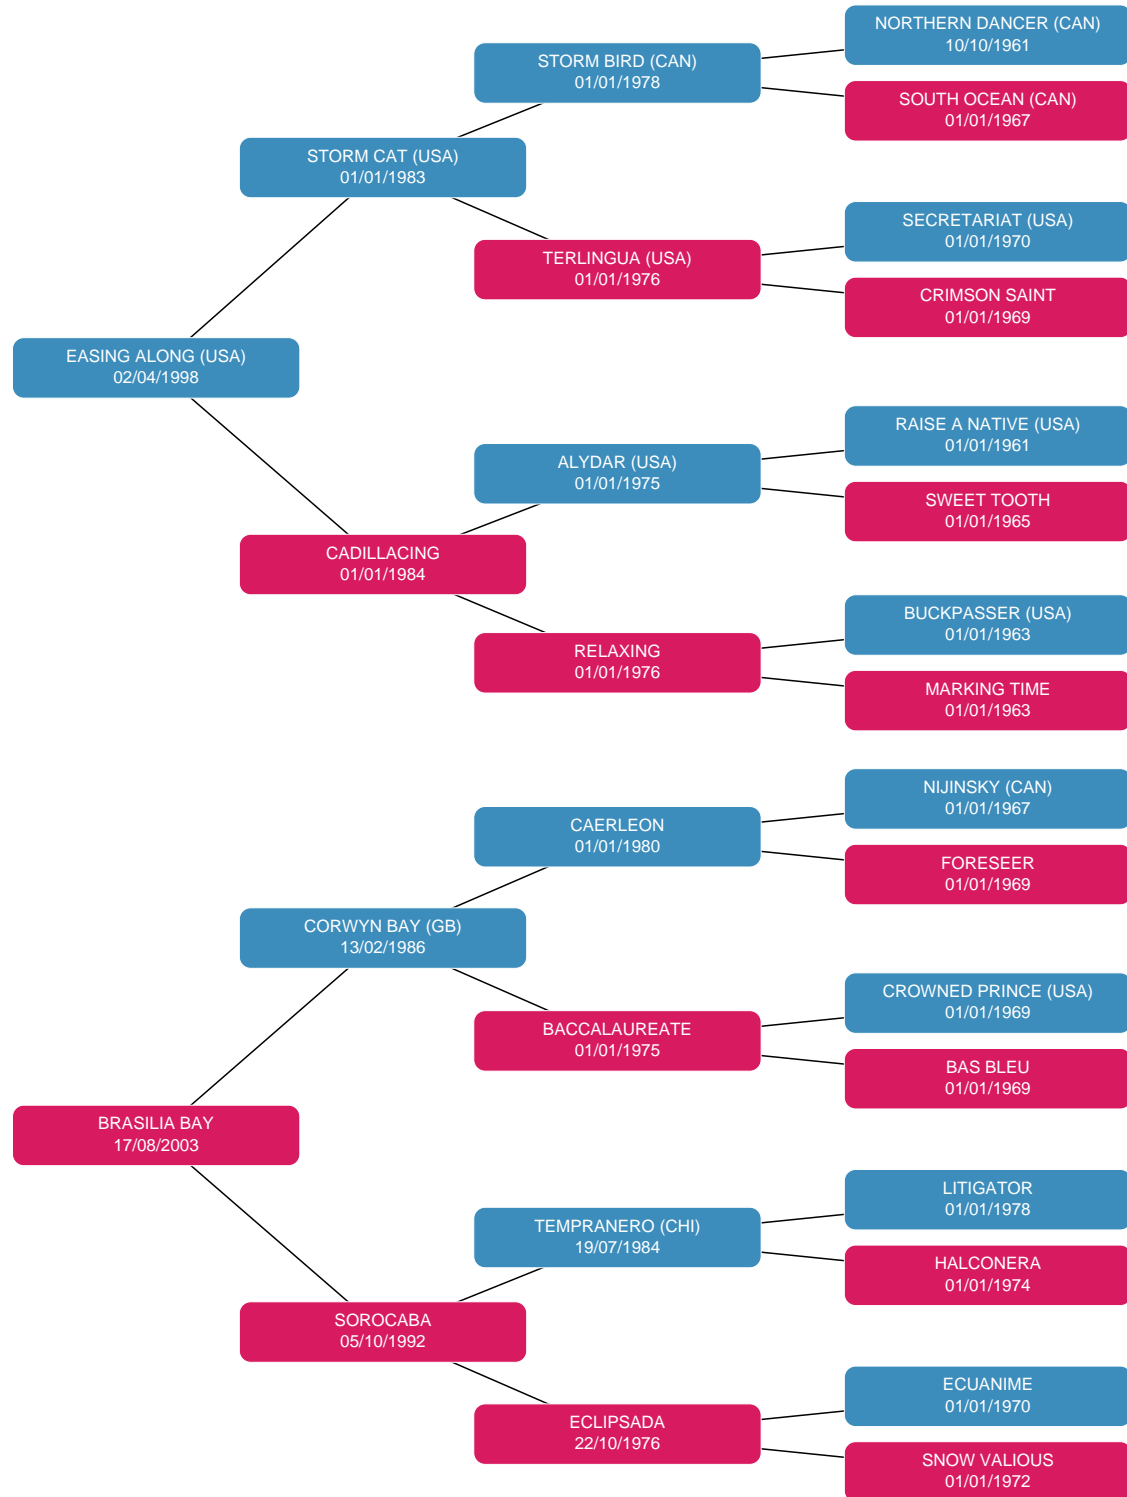 NORTHERN DANCER (CAN)
10/10/1961
STORM BIRD (CAN)
01/01/1978
SOUTH OCEAN (CAN)
01/01/1967
STORM CAT (USA)
01/01/1983
SECRETARIAT (USA)
01/01/1970
TERLINGUA (USA)
01/01/1976
CRIMSON SAINT
01/01/1969
EASING ALONG (USA)
02/04/1998
RAISE A NATIVE (USA)
01/01/1961
ALYDAR (USA)
01/01/1975
SWEET TOOTH
01/01/1965
CADILLACING
01/01/1984
BUCKPASSER (USA)
01/01/1963
RELAXING
01/01/1976
MARKING TIME
01/01/1963
NIJINSKY (CAN)
01/01/1967
CAERLEON
01/01/1980
FORESEER
01/01/1969
CORWYN BAY (GB)
13/02/1986
CROWNED PRINCE (USA)
01/01/1969
BACCALAUREATE
01/01/1975
BAS BLEU
01/01/1969
BRASILIA BAY
17/08/2003
LITIGATOR
01/01/1978
TEMPRANERO (CHI)
19/07/1984
HALCONERA
01/01/1974
SOROCABA
05/10/1992
ECUANIME
01/01/1970
ECLIPSADA
22/10/1976
SNOW VALIOUS
01/01/1972